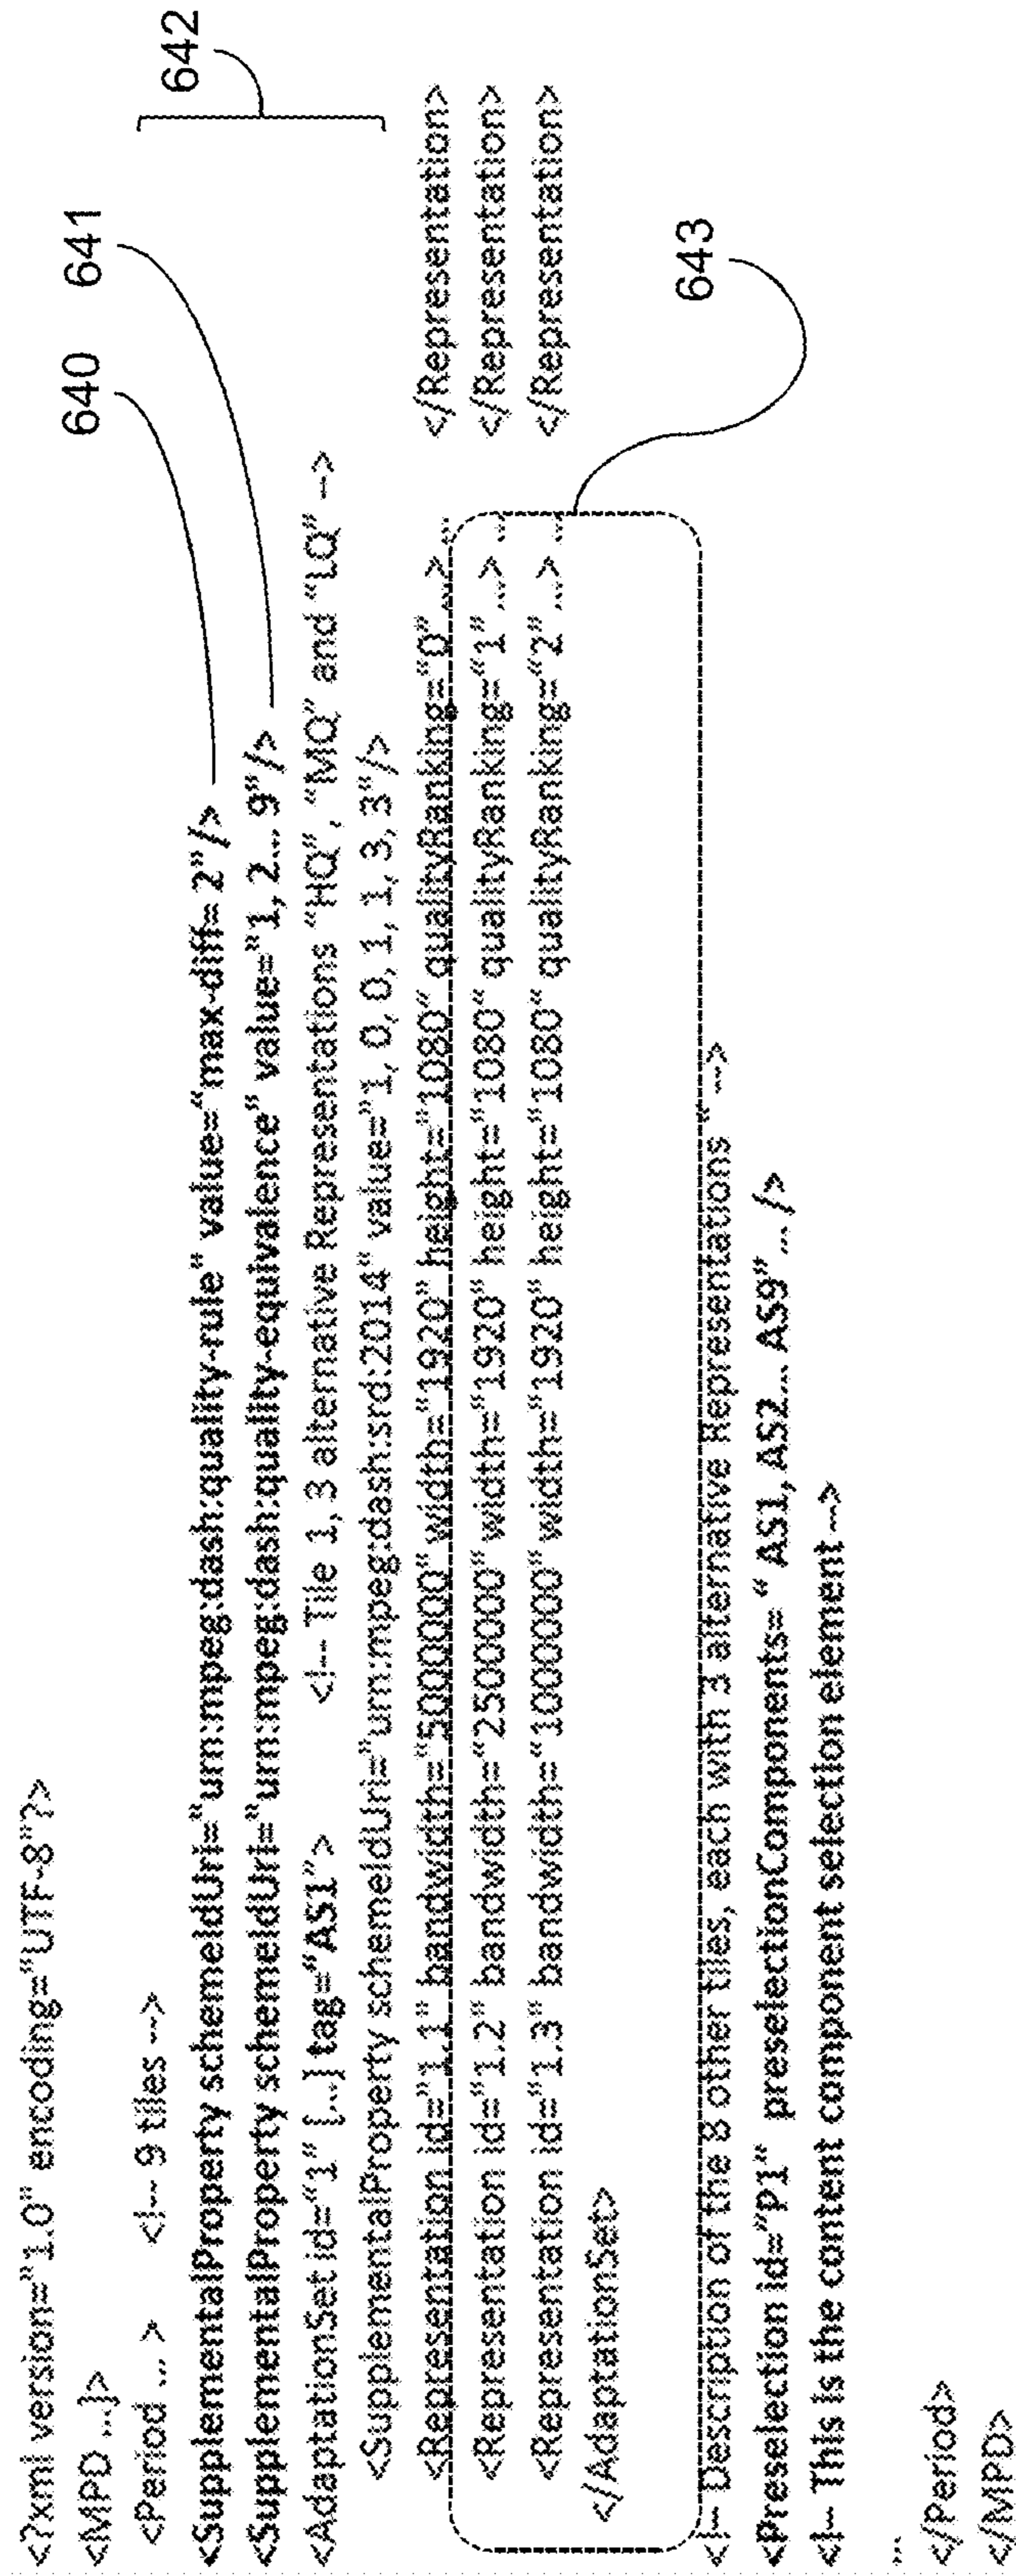 <?xml version="1.0" encoding="UTF-8"?>
<MPD ...]>
<Period ... > <!-- 9 tiles -->
<SupplementalProperty schemeIdUri="urn:mpeg:dash:quality-rule" value="max-diff= 2"/>
<SupplementalProperty schemeIdUri="urn:mpeg:dash:quality-equivalence" value="1, 2... 9"/>
<AdaptationSet id="1" [...] tag="AS1"> <!-- Tile 1, 3 alternative Representations "HQ", "MQ" and "LQ" -->
<SupplementalProperty schemeIdUri="urn:mpeg:dash:srd:2014" value="1, 0, 0, 1, 1, 3, 3"/>
<Representation id="1.1" bandwidth="5000000" width="1920" height="1080" qualityRanking="0" ...> ... </Representation>
<Representation id="1.2" bandwidth="2500000" width="1920" height="1080" qualityRanking="1" ...> ... </Representation>
<Representation id="1.3" bandwidth="1000000" width="1920" height="1080" qualityRanking="2" ...> ... </Representation>
</AdaptationSet>
<!-- Description of the 8 other tiles, each with 3 alternative Representations" -->
<Preselection id="P1" preselectionComponents=" AS1, AS2... AS9" ... />
<!-- This is the content component selection element -->
...
</Period>
</MPD>
640
641
642
643